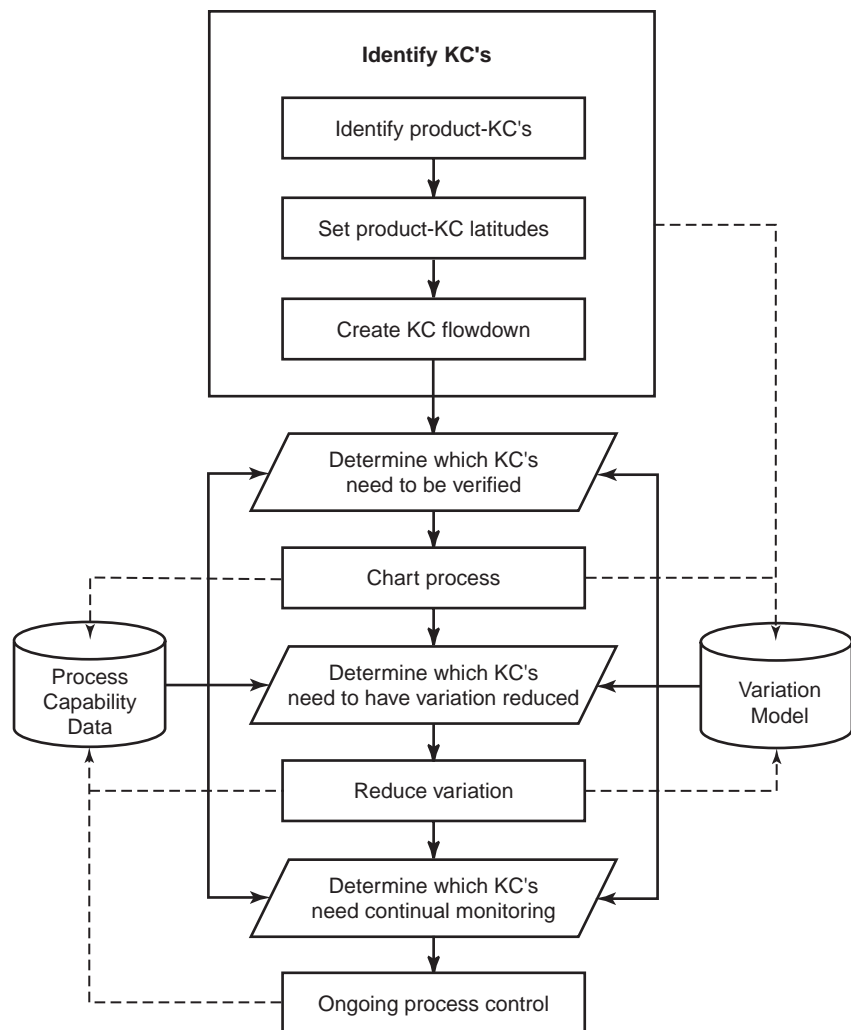 Identify KC's
Identify product-KC's
Set product-KC latitudes
Create KC flowdown
Determine which KC's
need to be verified
Chart process
Process
Capability
Data
Determine which KC's
need to have variation reduced
Variation
Model
Reduce variation
Determine which KC's
need continual monitoring
Ongoing process control